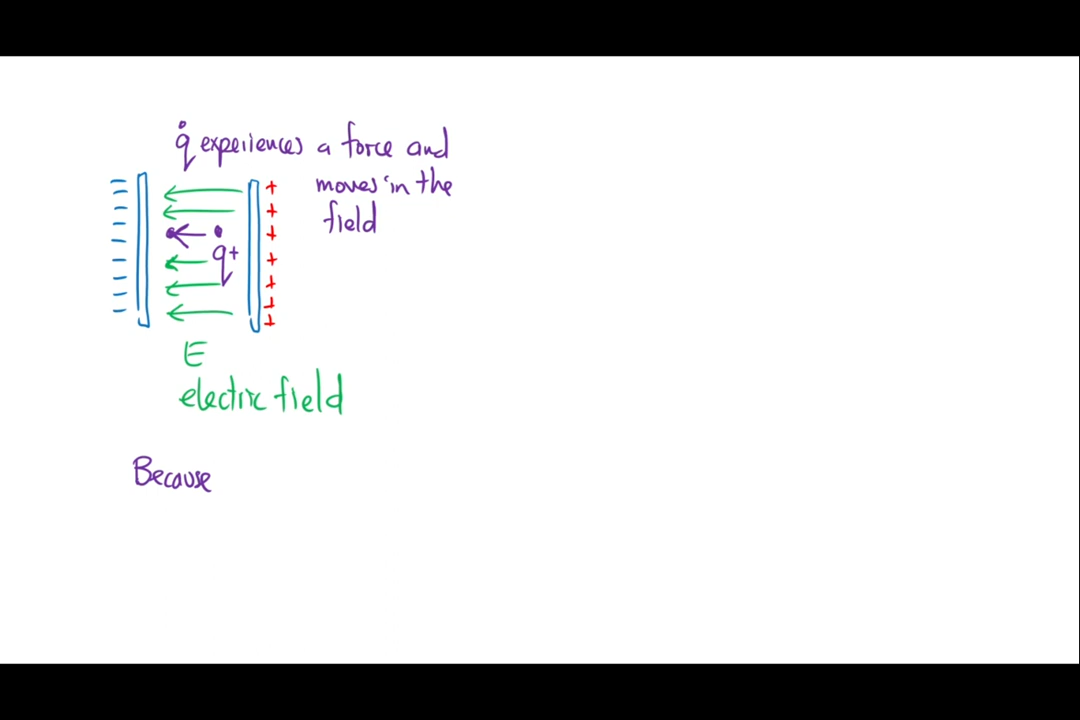 q experiences a force and
moves in the
field
− + 
− +
− +
− q+ +
− +
− +
− +
−
−
E
electric field
Because